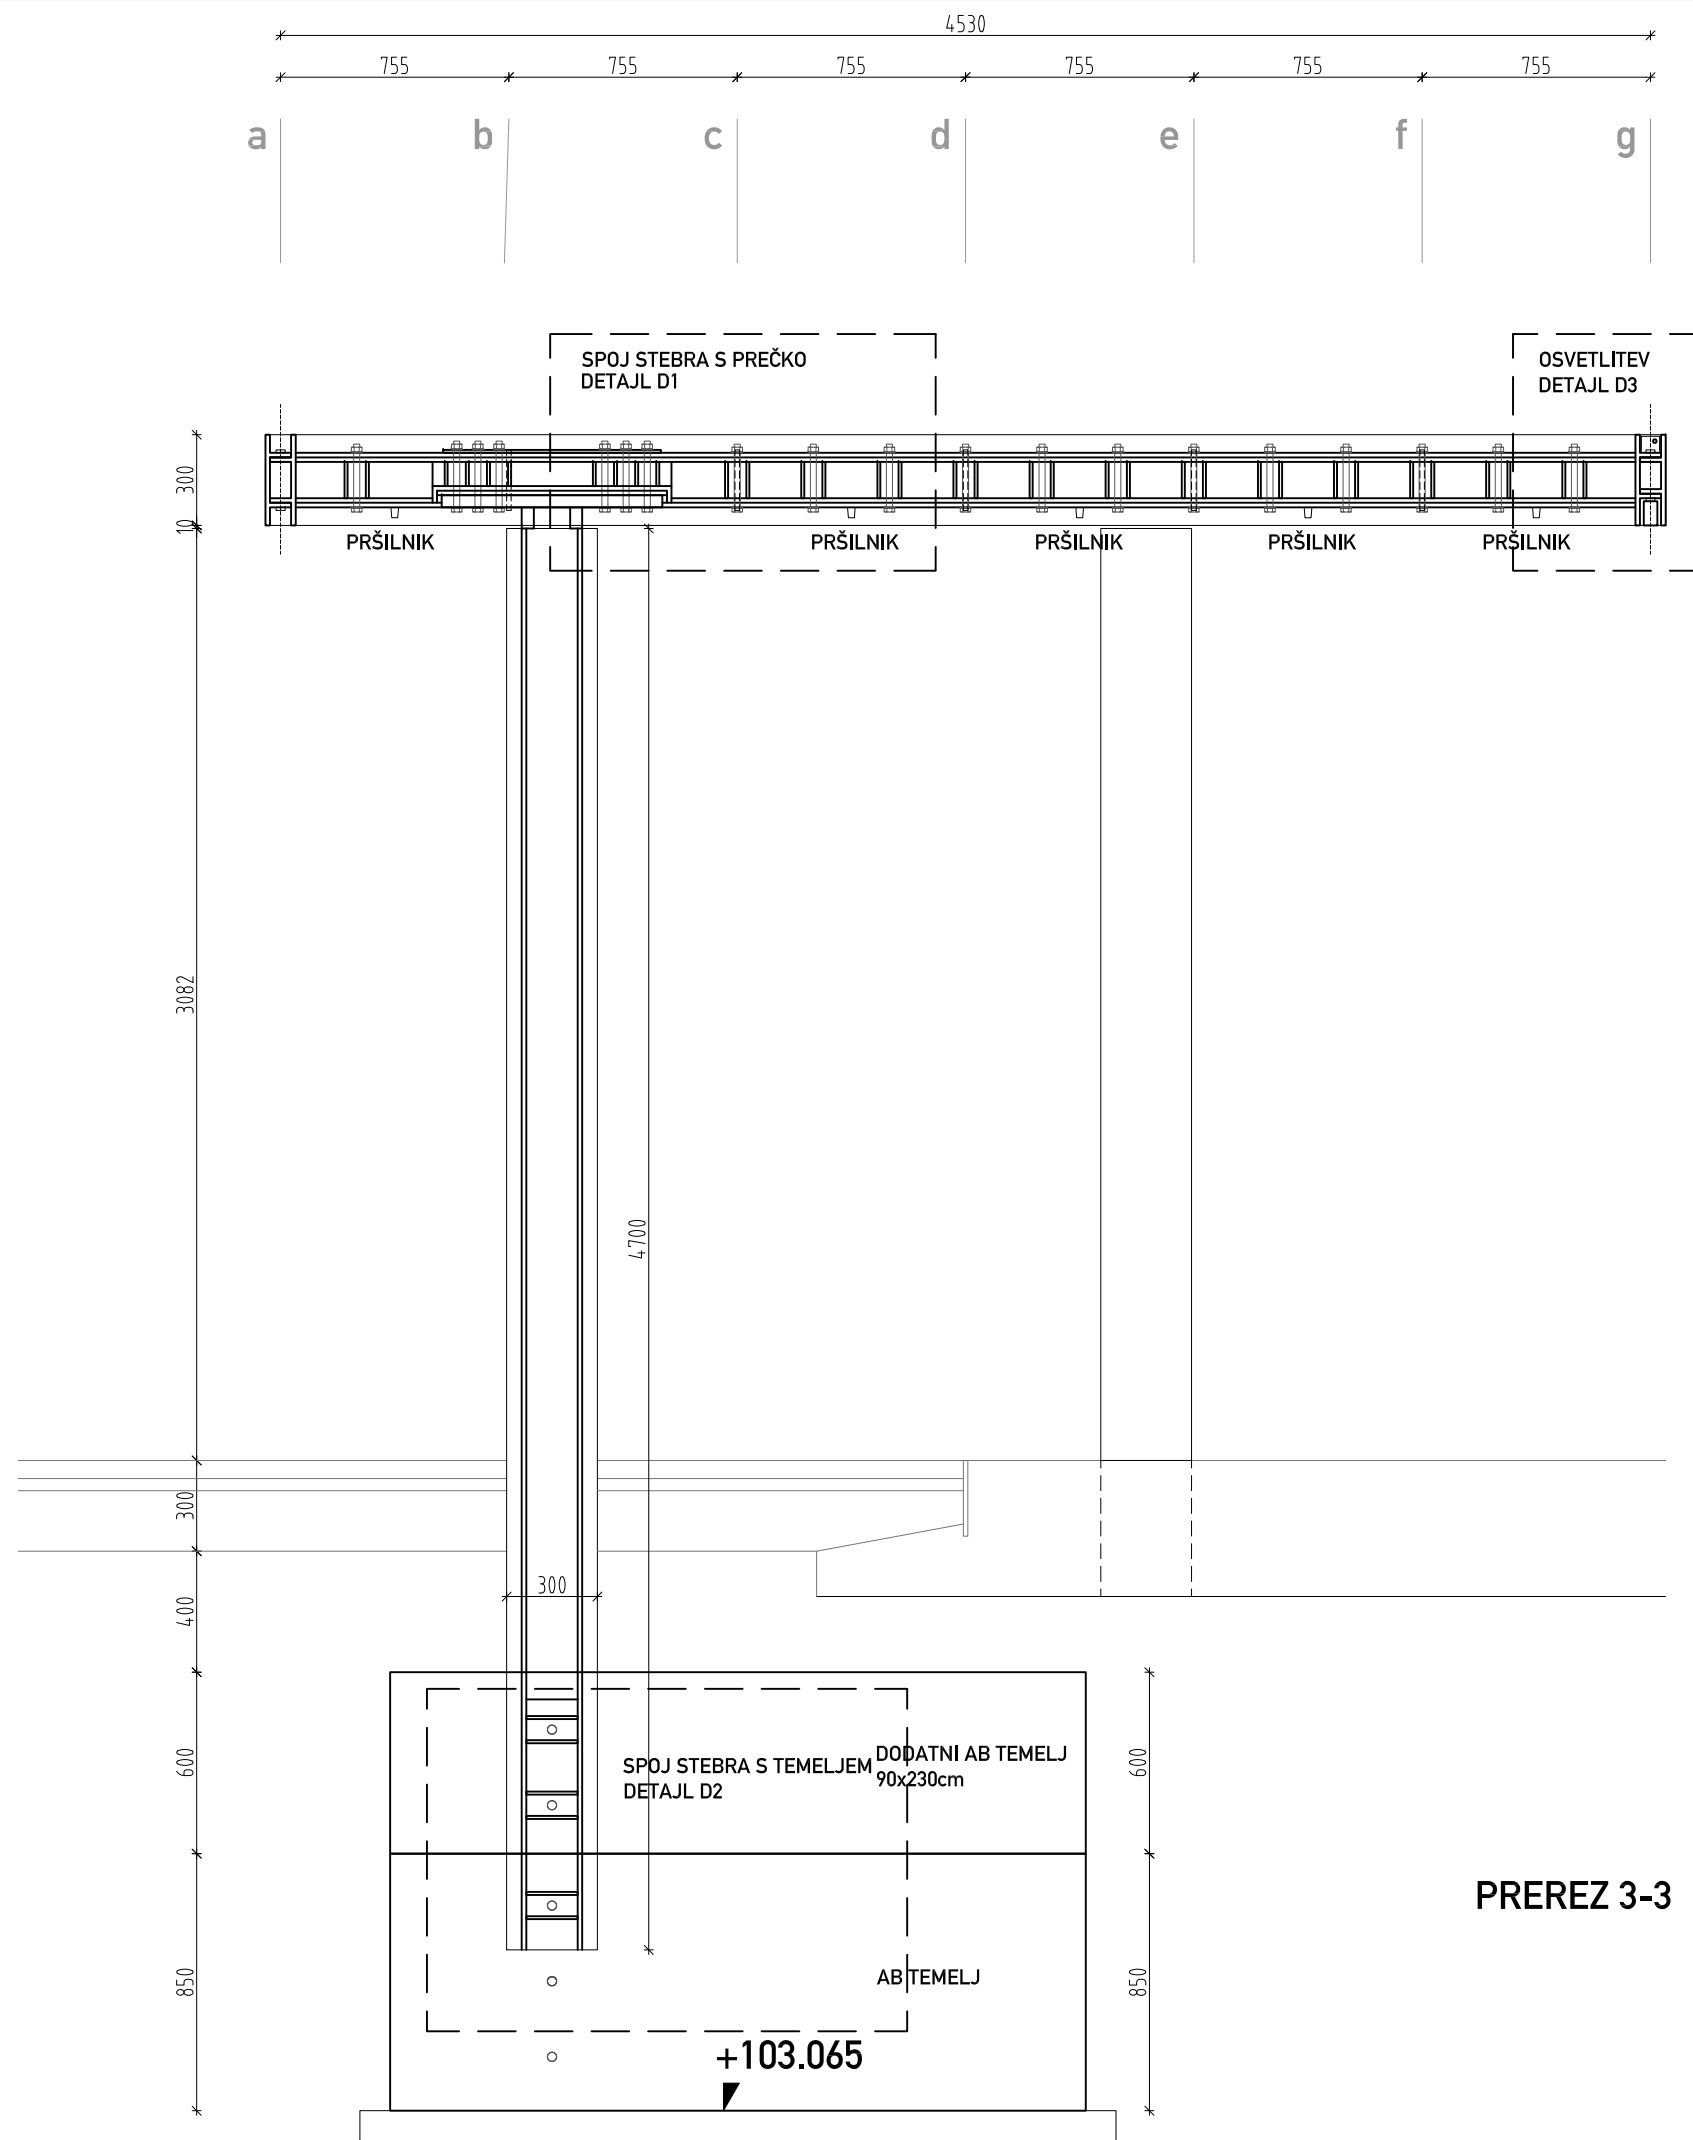 4530
755 755 755 755 755 755
a b c d e f g
SPOJ STEBRA S PREČKO
DETAJL D1
OSVETLITEV
DETAJL D3
300
10
PRŠILNIK PRŠILNIK PRŠILNIK PRŠILNIK PRŠILNIK
3082
4700
300
300
400
600
SPOJ STEBRA S TEMELJEM
DETAJL D2
DODATNI AB TEMELJ
90x230cm
600
PREREZ 3-3
850
AB TEMELJ
850
+103.065